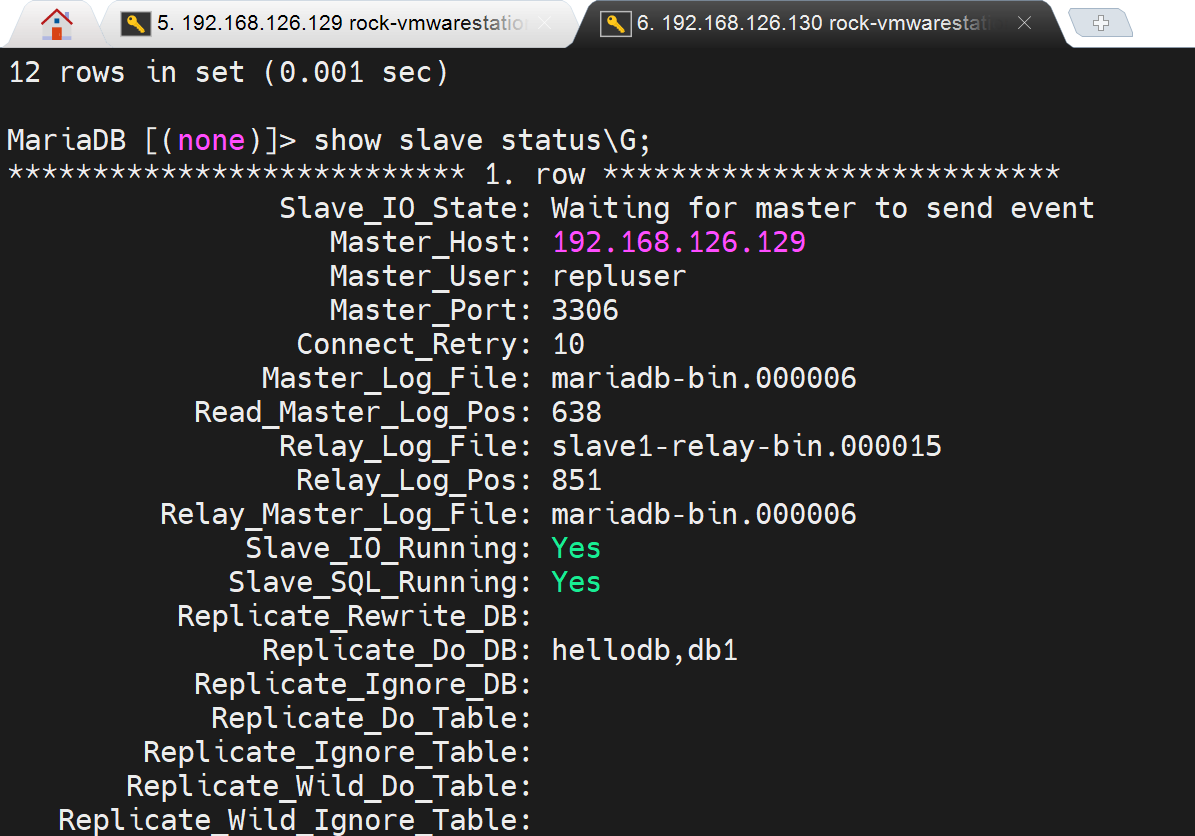 5. 192.168.126.129 rock-vmwarestation
6. 192.168.126.130 rock-vmwarestati
12 rows in set (0.001 sec)
MariaDB [(none)]> show slave status\G;
*************************** 1. row ***************************
Slave_IO_State: Waiting for master to send event
Master_Host: 192.168.126.129
Master_User: repluser
Master_Port: 3306
Connect_Retry: 10
Master_Log_File: mariadb-bin.000006
Read_Master_Log_Pos: 638
Relay_Log_File: slave1-relay-bin.000015
Relay_Log_Pos: 851
Relay_Master_Log_File: mariadb-bin.000006
Slave_IO_Running: Yes
Slave_SQL_Running: Yes
Replicate_Rewrite_DB:
Replicate_Do_DB: hellodb,db1
Replicate_Ignore_DB:
Replicate_Do_Table:
Replicate_Ignore_Table:
Replicate_Wild_Do_Table:
Replicate_Wild_Ignore_Table: